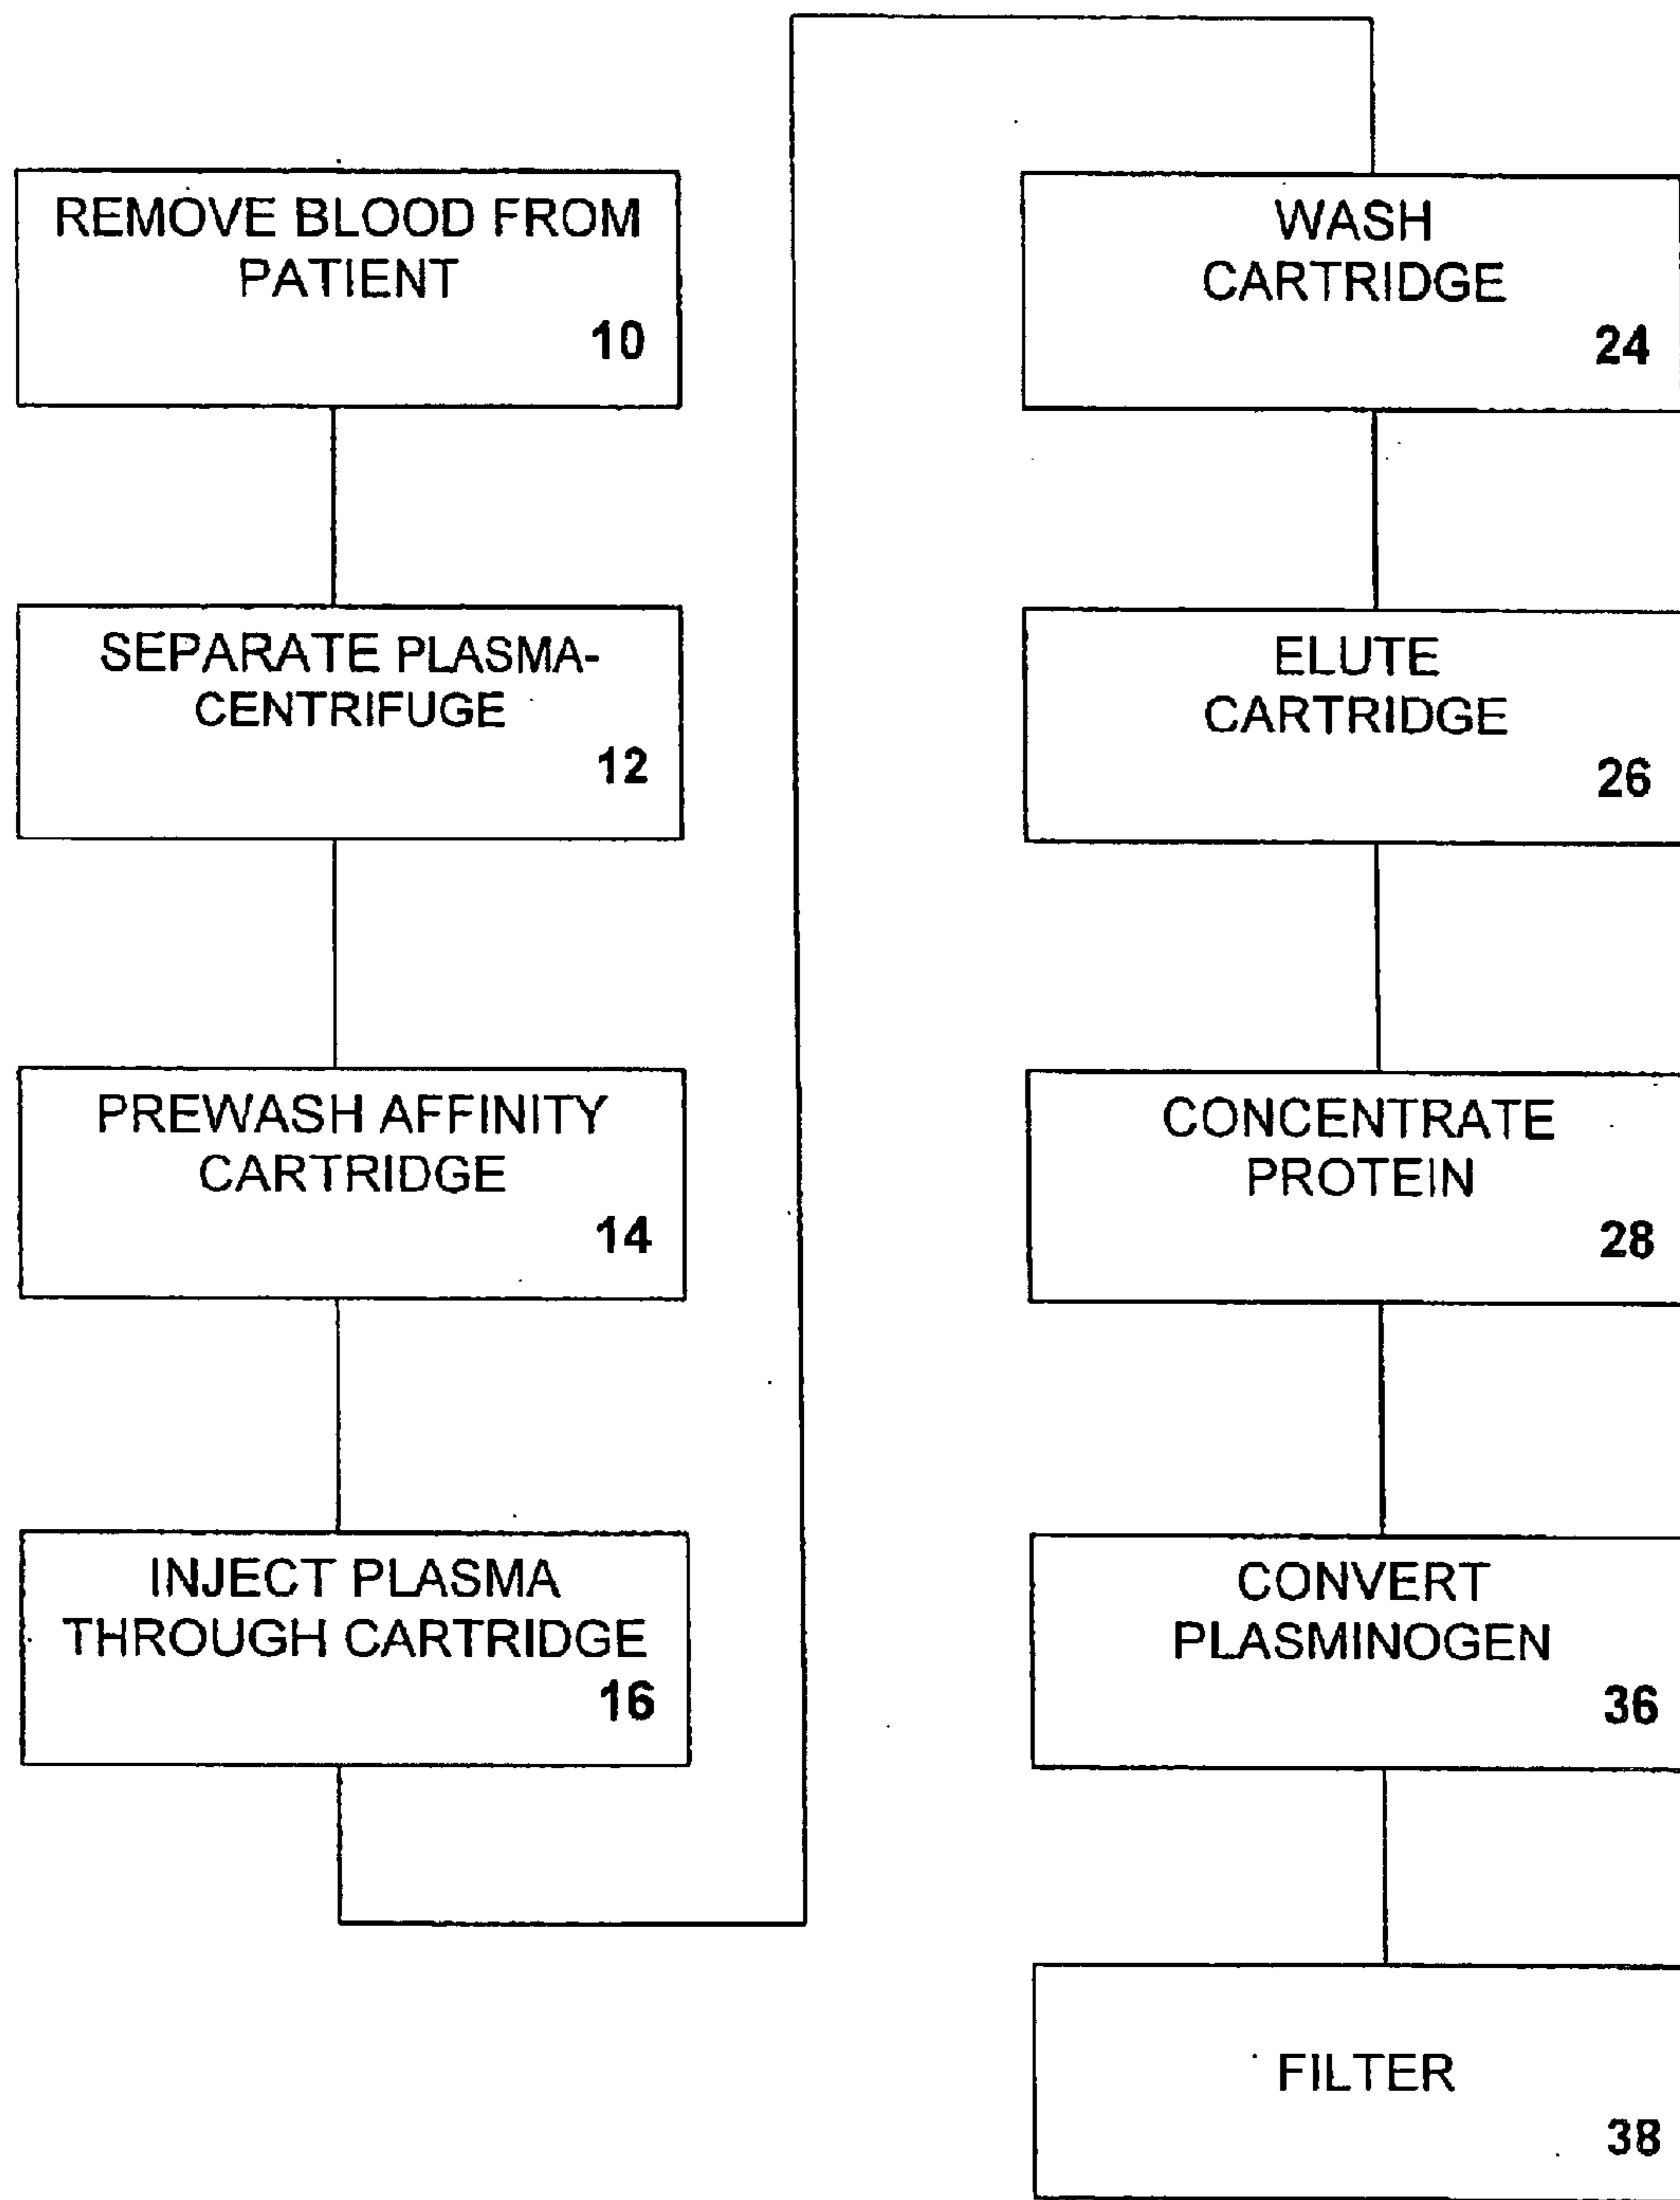 REMOVE BLOOD FROM
PATIENT
10
SEPARATE PLASMA-
CENTRIFUGE
12
PREWASH AFFINITY
CARTRIDGE
14
INJECT PLASMA
THROUGH CARTRIDGE
16
WASH
CARTRIDGE
24
ELUTE
CARTRIDGE
26
CONCENTRATE
PROTEIN
28
CONVERT
PLASMINOGEN
36
FILTER
38